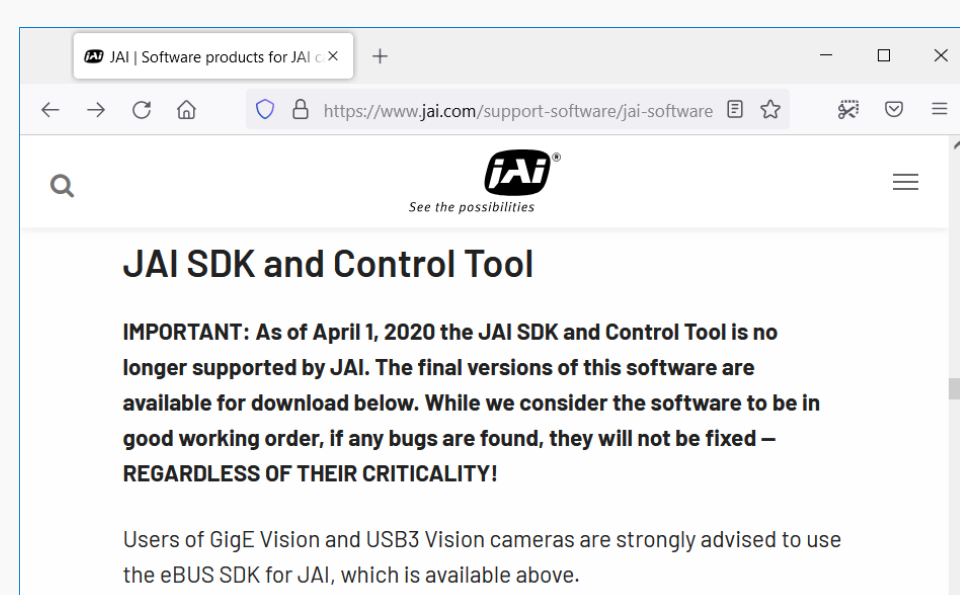 JAI | Software products for JAI c
https://www.jai.com/support-software/jai-software
JAi®
See the possibilities
JAI SDK and Control Tool
IMPORTANT: As of April 1, 2020 the JAI SDK and Control Tool is no
longer supported by JAI. The final versions of this software are
available for download below. While we consider the software to be in
good working order, if any bugs are found, they will not be fixed —
REGARDLESS OF THEIR CRITICALITY!
Users of GigE Vision and USB3 Vision cameras are strongly advised to use
the eBUS SDK for JAI, which is available above.